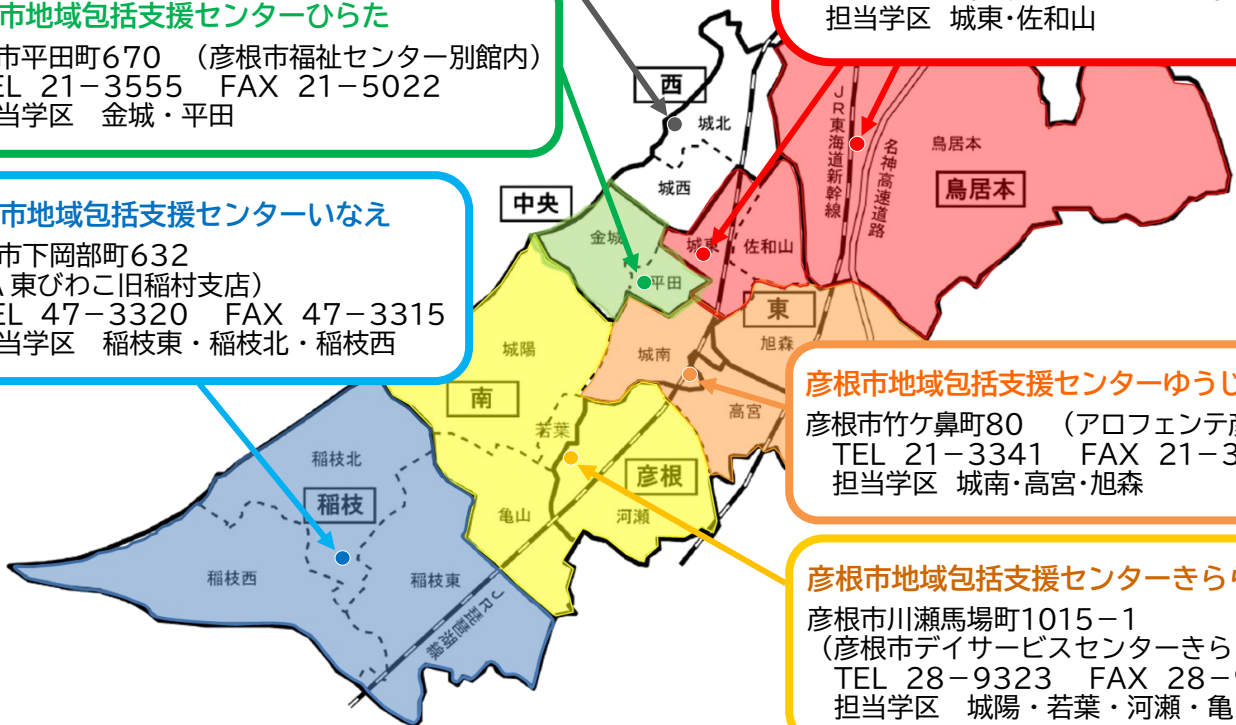 市地域包括支援センターひらた
市平田町670　(彦根市福祉センター別館内)
EL 21-3555　FAX 21-5022
当学区　金城・平田
担当学区 城東・佐和山
市地域包括支援センターいなえ
市下岡部町632
東びわこ旧稲村支店)
EL 47-3320　FAX 47-3315
当学区　稲枝東・稲枝北・稲枝西
西
城北
城西
中央
金城
平田
城東
佐和山
JR東海道新幹線
名神高速道路
鳥居本
鳥居本
東
旭森
城南
高宮
城陽
南
若葉
彦根
河瀬
亀山
稲枝北
稲枝
稲枝西
稲枝東
JR琵琶湖線
彦根市地域包括支援センターゆうじ
彦根市竹ケ鼻町80　(アロフェンテ彦
TEL 21-3341　FAX 21-3
担当学区 城南・高宮・旭森
彦根市地域包括支援センターきらら
彦根市川瀬馬場町1015-1
(彦根市デイサービスセンターきら
TEL 28-9323　FAX 28-9
担当学区　城陽・若葉・河瀬・亀